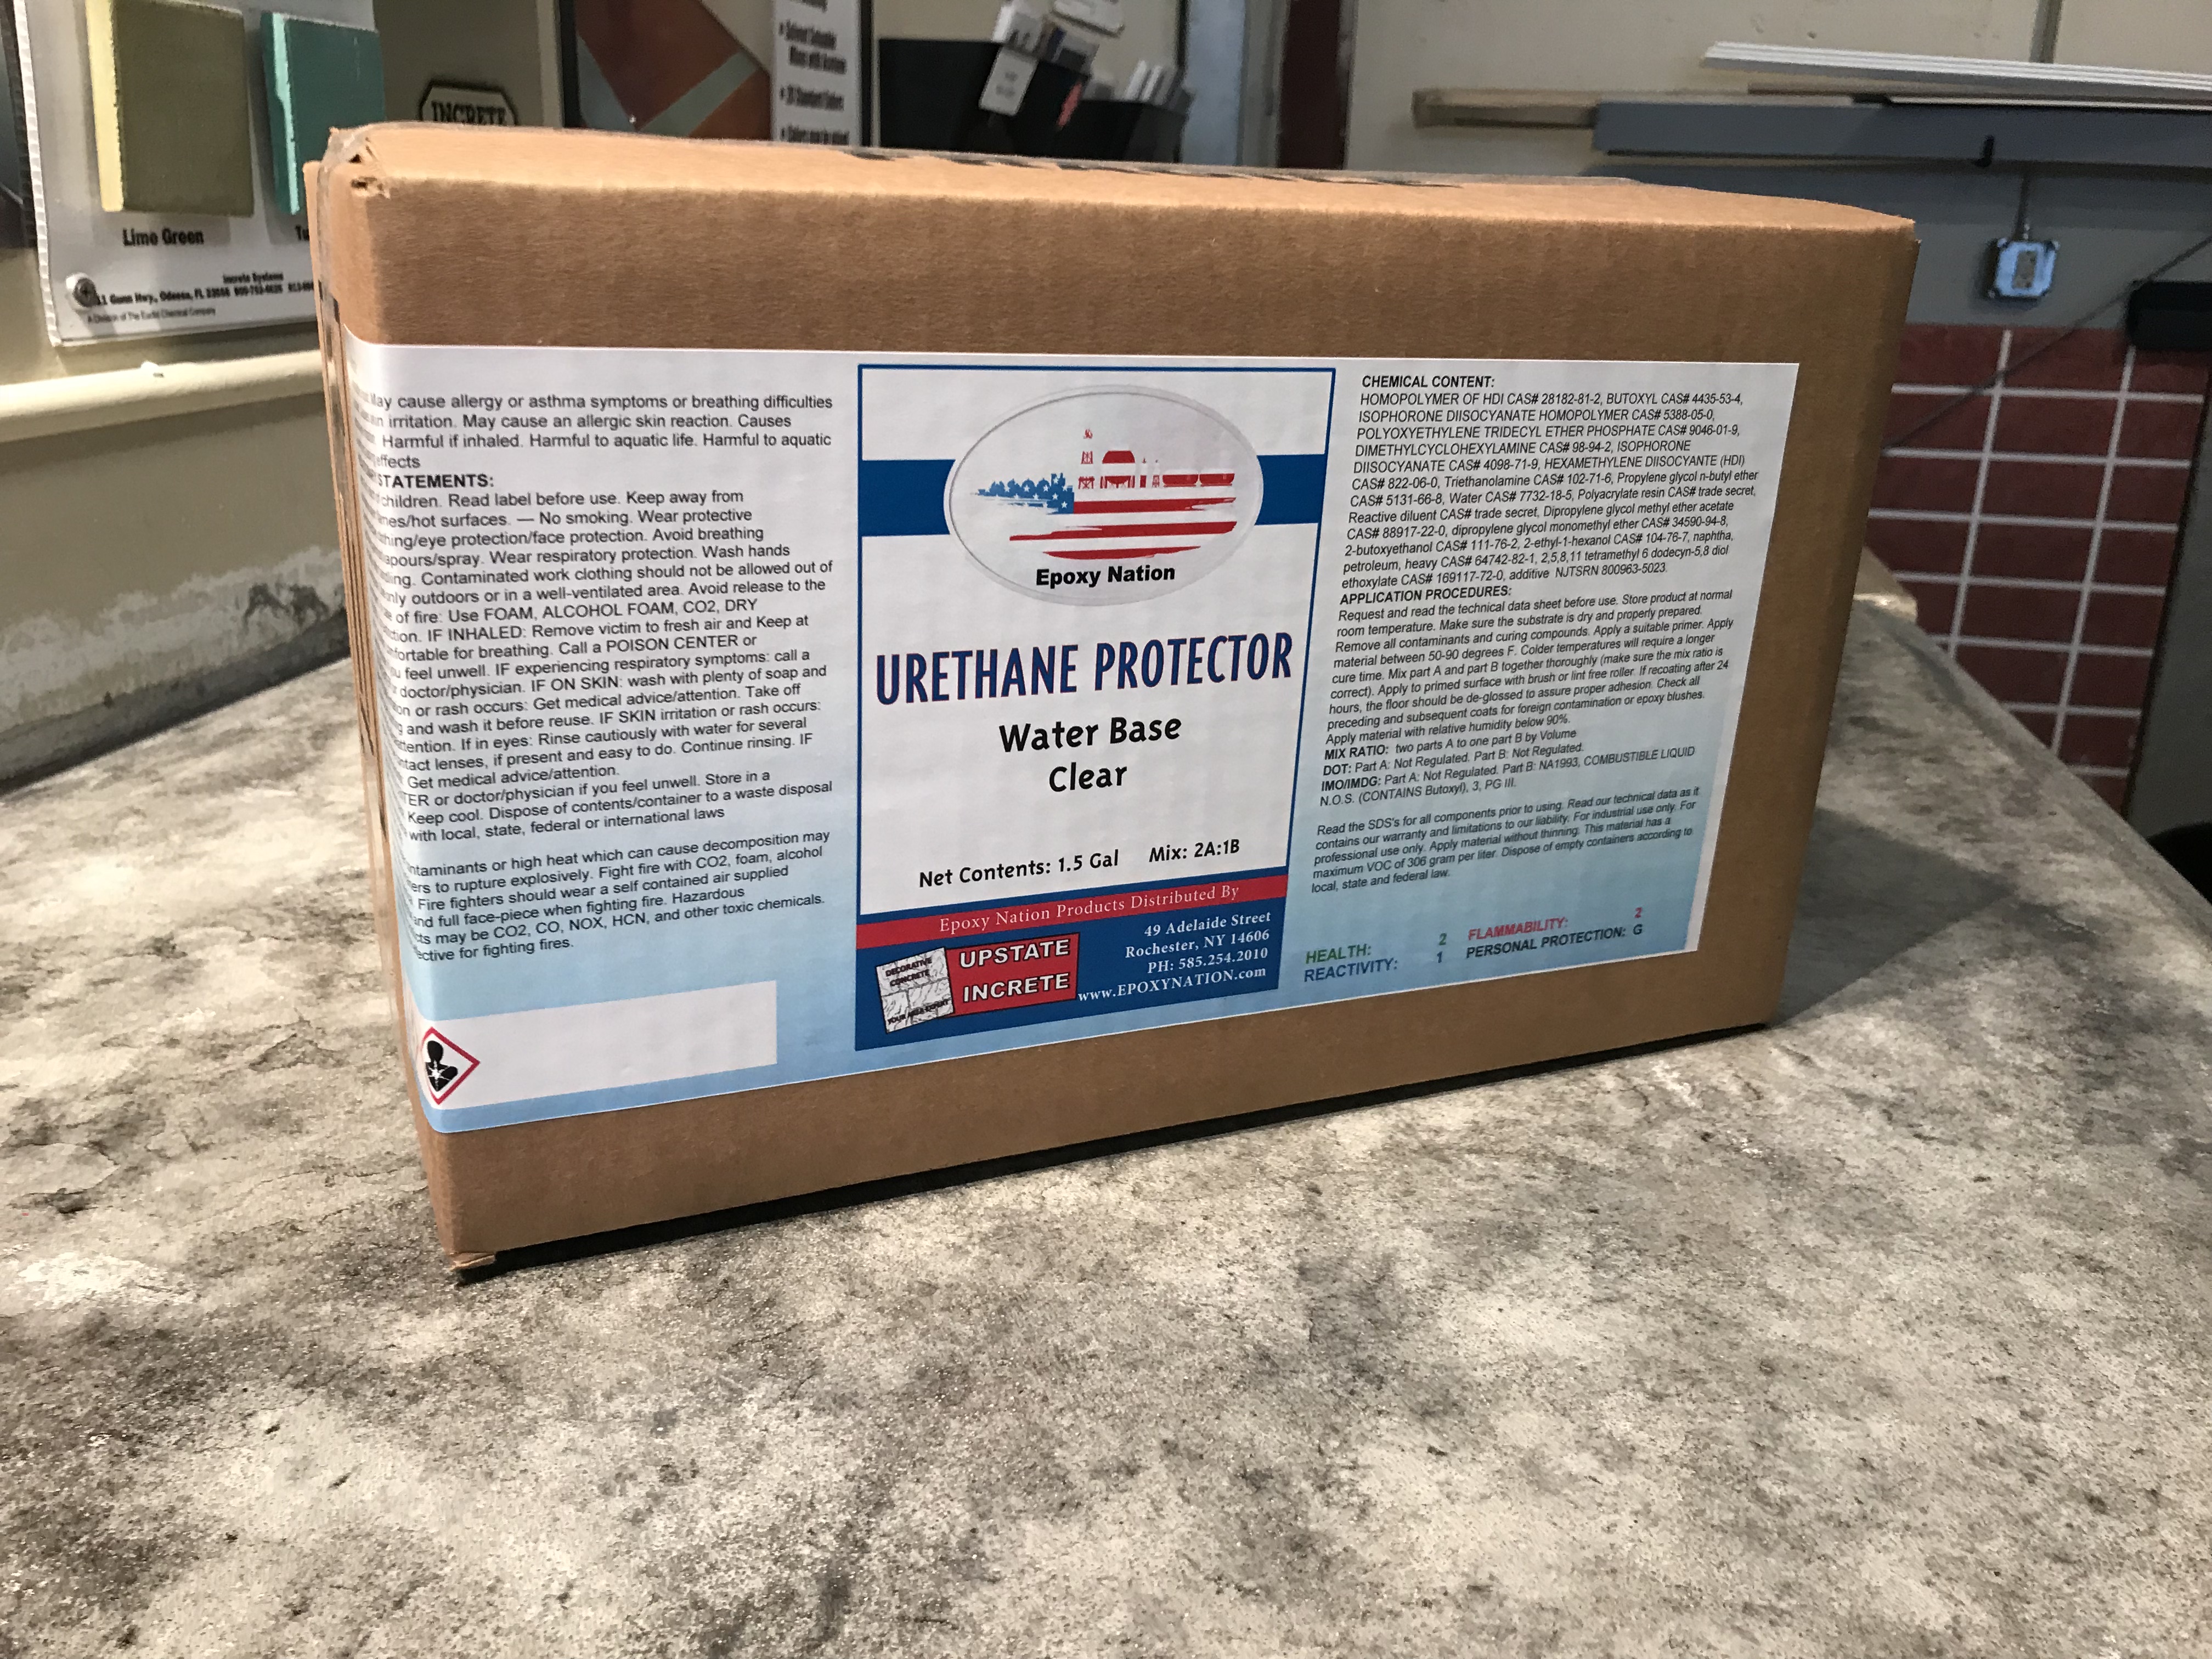 Lime Green
Increte Systems
A Division of The Euclid Chemical Company
INCRETE
May cause allergy or asthma symptoms or breathing difficulties
irritation. May cause an allergic skin reaction. Causes
Harmful if inhaled. Harmful to aquatic life. Harmful to aquatic
effects
STATEMENTS:
children. Read label before use. Keep away from
hot surfaces. — No smoking. Wear protective
eye protection/face protection. Avoid breathing
vapours/spray. Wear respiratory protection. Wash hands
Contaminated work clothing should not be allowed out of
outdoors or in a well-ventilated area. Avoid release to the
of fire: Use FOAM, ALCOHOL FOAM, CO2, DRY
IF INHALED: Remove victim to fresh air and Keep at
for breathing. Call a POISON CENTER or
feel unwell. IF experiencing respiratory symptoms: call a
doctor/physician. IF ON SKIN: wash with plenty of soap and
or rash occurs: Get medical advice/attention. Take off
and wash it before reuse. IF SKIN irritation or rash occurs:
If in eyes: Rinse cautiously with water for several
lenses, if present and easy to do. Continue rinsing. IF
Get medical advice/attention.
or doctor/physician if you feel unwell. Store in a
Keep cool. Dispose of contents/container to a waste disposal
with local, state, federal or international laws
or high heat which can cause decomposition may
to rupture explosively. Fight fire with CO2, foam, alcohol
Fire fighters should wear a self contained air supplied
and full face-piece when fighting fire. Hazardous
may be CO2, CO, NOX, HCN, and other toxic chemicals.
for fighting fires.
Epoxy Nation
URETHANE PROTECTOR
Water Base
Clear
Net Contents: 1.5 Gal Mix: 2A:1B
Epoxy Nation Products Distributed By
DECORATIVE
CONCRETE
UPSTATE
INCRETE
49 Adelaide Street
Rochester, NY 14606
PH: 585.254.2010
www.EPOXYNATION.com
CHEMICAL CONTENT:
HOMOPOLYMER OF HDI CAS# 28182-81-2, BUTOXYL CAS# 4435-53-4,
ISOPHORONE DIISOCYANATE HOMOPOLYMER CAS# 5388-05-0,
POLYOXYETHYLENE TRIDECYL ETHER PHOSPHATE CAS# 9046-01-9,
DIMETHYLCYCLOHEXYLAMINE CAS# 98-94-2, ISOPHORONE
DIISOCYANATE CAS# 4098-71-9, HEXAMETHYLENE DIISOCYANTE (HDI)
CAS# 822-06-0, Triethanolamine CAS# 102-71-6, Propylene glycol n-butyl ether
CAS# 5131-66-8, Water CAS# 7732-18-5, Polyacrylate resin CAS# trade secret,
Reactive diluent CAS# trade secret, Dipropylene glycol methyl ether acetate
CAS# 88917-22-0, dipropylene glycol monomethyl ether CAS# 34590-94-8,
2-butoxyethanol CAS# 111-76-2, 2-ethyl-1-hexanol CAS# 104-76-7, naphtha,
petroleum, heavy CAS# 64742-82-1, 2,5,8,11 tetramethyl 6 dodecyn-5,8 diol
ethoxylate CAS# 169117-72-0, additive NJTSRN 800963-5023.
APPLICATION PROCEDURES:
Request and read the technical data sheet before use. Store product at normal
room temperature. Make sure the substrate is dry and properly prepared.
Remove all contaminants and curing compounds. Apply a suitable primer. Apply
material between 50-90 degrees F. Colder temperatures will require a longer
cure time. Mix part A and part B together thoroughly (make sure the mix ratio is
correct). Apply to primed surface with brush or lint free roller. If recoating after 24
hours, the floor should be de-glossed to assure proper adhesion. Check all
preceding and subsequent coats for foreign contamination or epoxy blushes.
Apply material with relative humidity below 90%.
MIX RATIO: two parts A to one part B by Volume
DOT: Part A: Not Regulated. Part B: Not Regulated.
IMO/IMDG: Part A: Not Regulated. Part B: NA1993, COMBUSTIBLE LIQUID
N.O.S. (CONTAINS Butoxyl), 3, PG III.
Read the SDS's for all components prior to using. Read our technical data as it
contains our warranty and limitations to our liability. For industrial use only. For
professional use only. Apply material without thinning. This material has a
maximum VOC of 306 gram per liter. Dispose of empty containers according to
local, state and federal law.
HEALTH: 2 FLAMMABILITY: 2
REACTIVITY: 1 PERSONAL PROTECTION: G